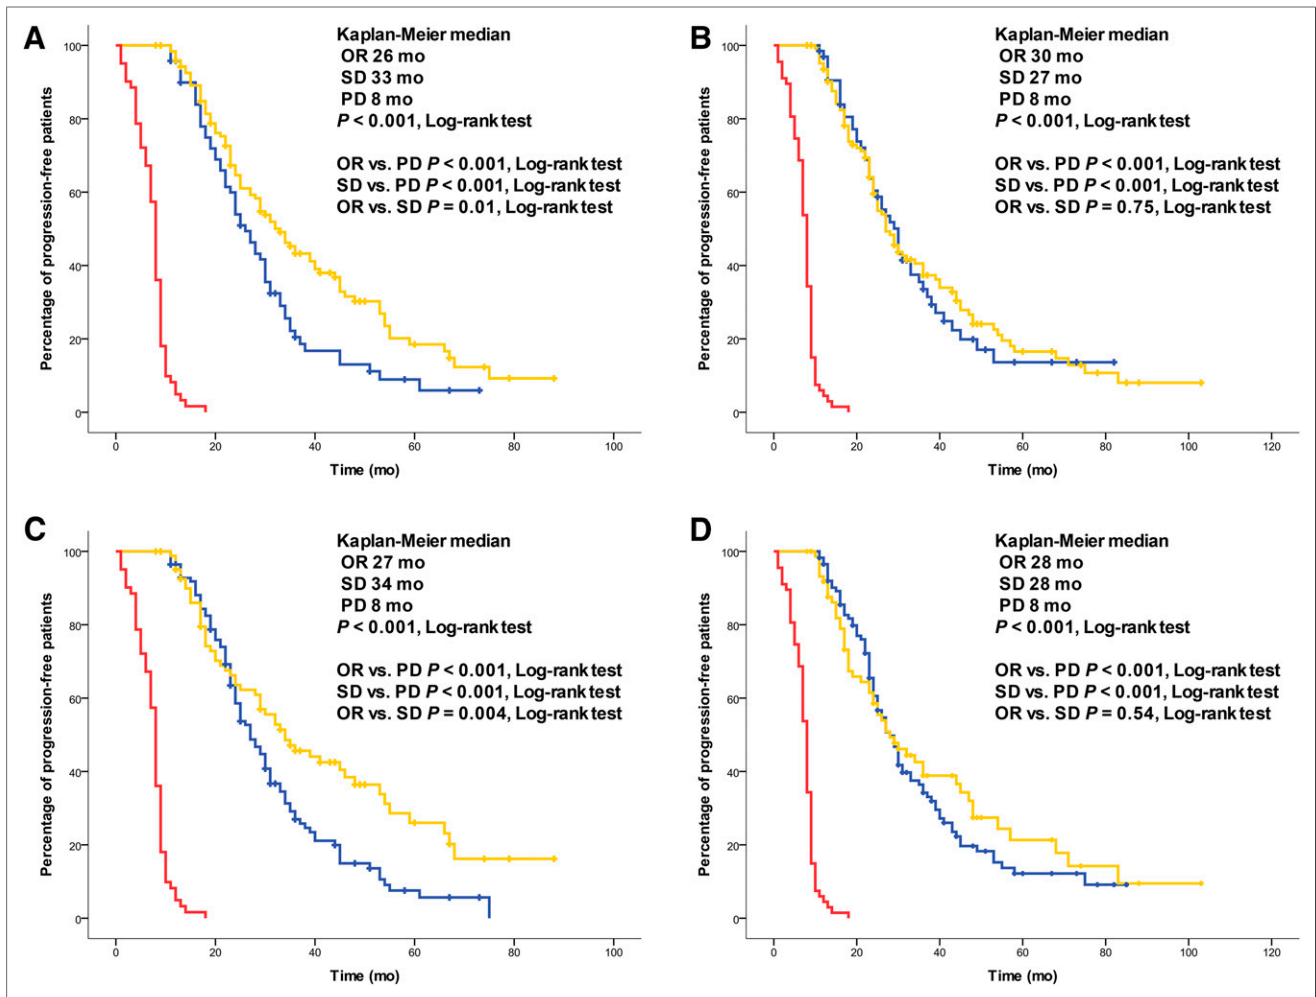 A
Kaplan-Meier median
OR 26 mo
SD 33 mo
PD 8 mo
P < 0.001, Log-rank test
OR vs. PD P < 0.001, Log-rank test
SD vs. PD P < 0.001, Log-rank test
OR vs. SD P = 0.01, Log-rank test
Percentage of progression-free patients
100
80
60
40
20
0
0 20 40 60 80 100
Time (mo)
B
Kaplan-Meier median
OR 30 mo
SD 27 mo
PD 8 mo
P < 0.001, Log-rank test
OR vs. PD P < 0.001, Log-rank test
SD vs. PD P < 0.001, Log-rank test
OR vs. SD P = 0.75, Log-rank test
Percentage of progression-free patients
100
80
60
40
20
0
0 20 40 60 80 100 120
Time (mo)
C
Kaplan-Meier median
OR 27 mo
SD 34 mo
PD 8 mo
P < 0.001, Log-rank test
OR vs. PD P < 0.001, Log-rank test
SD vs. PD P < 0.001, Log-rank test
OR vs. SD P = 0.004, Log-rank test
Percentage of progression-free patients
100
80
60
40
20
0
0 20 40 60 80 100
Time (mo)
D
Kaplan-Meier median
OR 28 mo
SD 28 mo
PD 8 mo
P < 0.001, Log-rank test
OR vs. PD P < 0.001, Log-rank test
SD vs. PD P < 0.001, Log-rank test
OR vs. SD P = 0.54, Log-rank test
Percentage of progression-free patients
100
80
60
40
20
0
0 20 40 60 80 100 120
Time (mo)